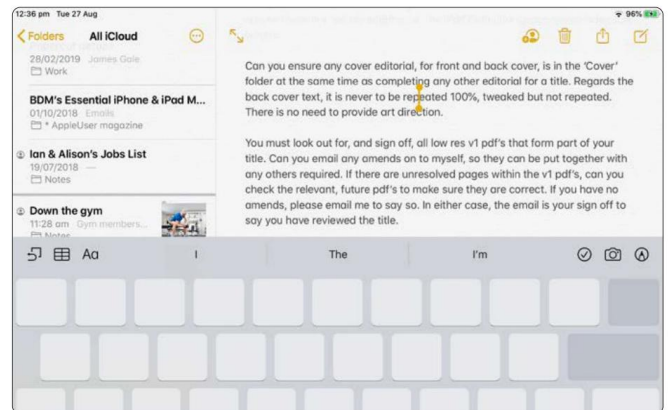 12:36 pm Tue 27 Aug
96%
Folders
All iCloud
28/02/2019 James Gale
Work
BDM's Essential iPhone & iPad M...
01/10/2018 Emails
* AppleUser magazine
Ian & Alison's Jobs List
19/07/2018 —
Notes
Down the gym
11:28 am Gym members...
Notes
Can you ensure any cover editorial, for front and back cover, is in the 'Cover'
folder at the same time as completing any other editorial for a title. Regards the
back cover text, it is never to be repeated 100%, tweaked but not repeated.
There is no need to provide art direction.
You must look out for, and sign off, all low res v1 pdf's that form part of your
title. Can you email any amends on to myself, so they can be put together with
any others required. If there are unresolved pages within the v1 pdf's, can you
check the relevant, future pdf's to make sure they are correct. If you have no
amends, please email me to say so. In either case, the email is your sign off to
say you have reviewed the title.
Aa
I
The
I'm